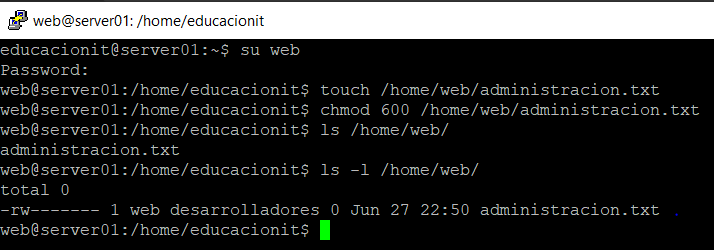 web@server01: /home/educacionit
educacionit@server01:~$ su web
Password:
web@server01:/home/educacionit$ touch /home/web/administracion.txt
web@server01:/home/educacionit$ chmod 600 /home/web/administracion.txt
web@server01:/home/educacionit$ ls /home/web/
administracion.txt
web@server01:/home/educacionit$ ls -l /home/web/
total 0
-rw------- 1 web desarrolladores 0 Jun 27 22:50 administracion.txt
web@server01:/home/educacionit$